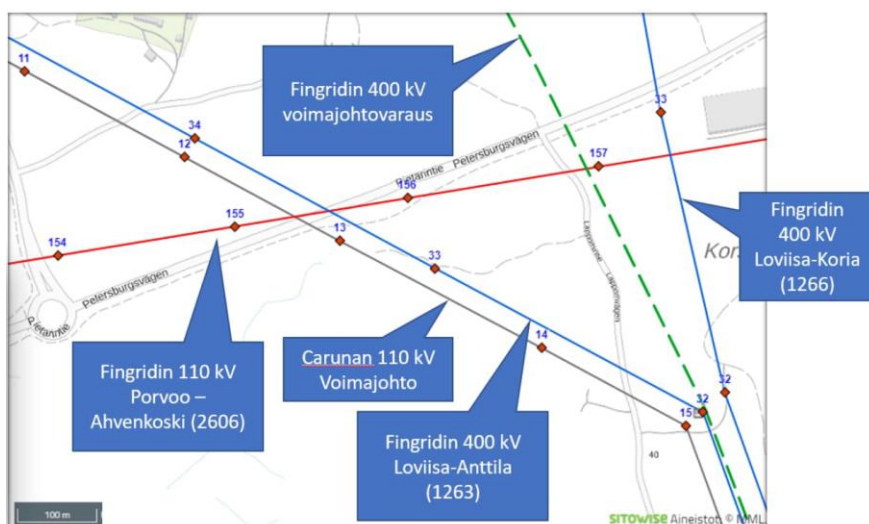 11
Fingridin 400 kV
voimajohtovaraus
33
34
12
Pietarintie Petersburgsvägen
157
156
155
154
13
33
Petersburgsvägen
Pietarintie
Fingridin
400 kV
Loviisa-Koria
(1266)
Fingridin 110 kV
Porvoo –
Ahvenkoski (2606)
Carunan 110 kV
Voimajohto
14
Fingridin 400 kV
Loviisa-Anttila
(1263)
32
32
15
40
100 m
SITOWISE Aineistot © MML